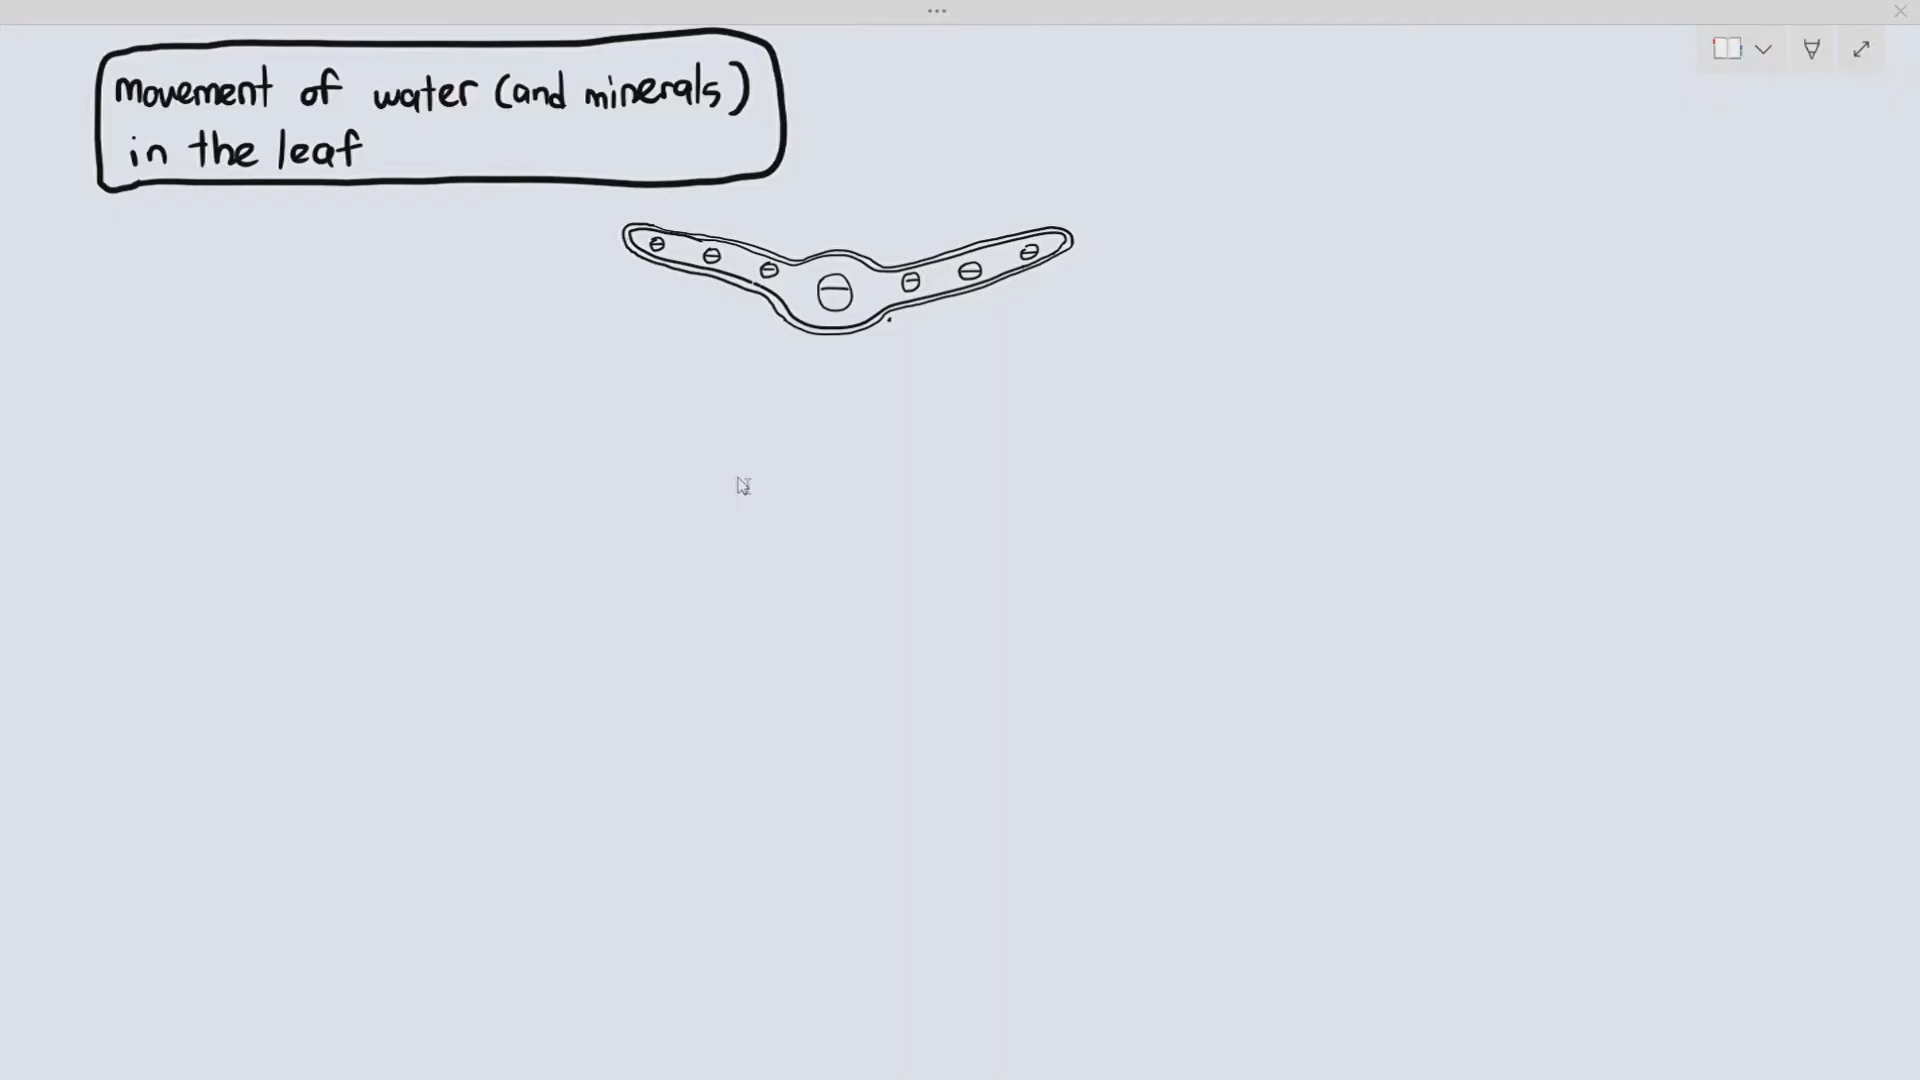 movement of water (and minerals)
in the leaf